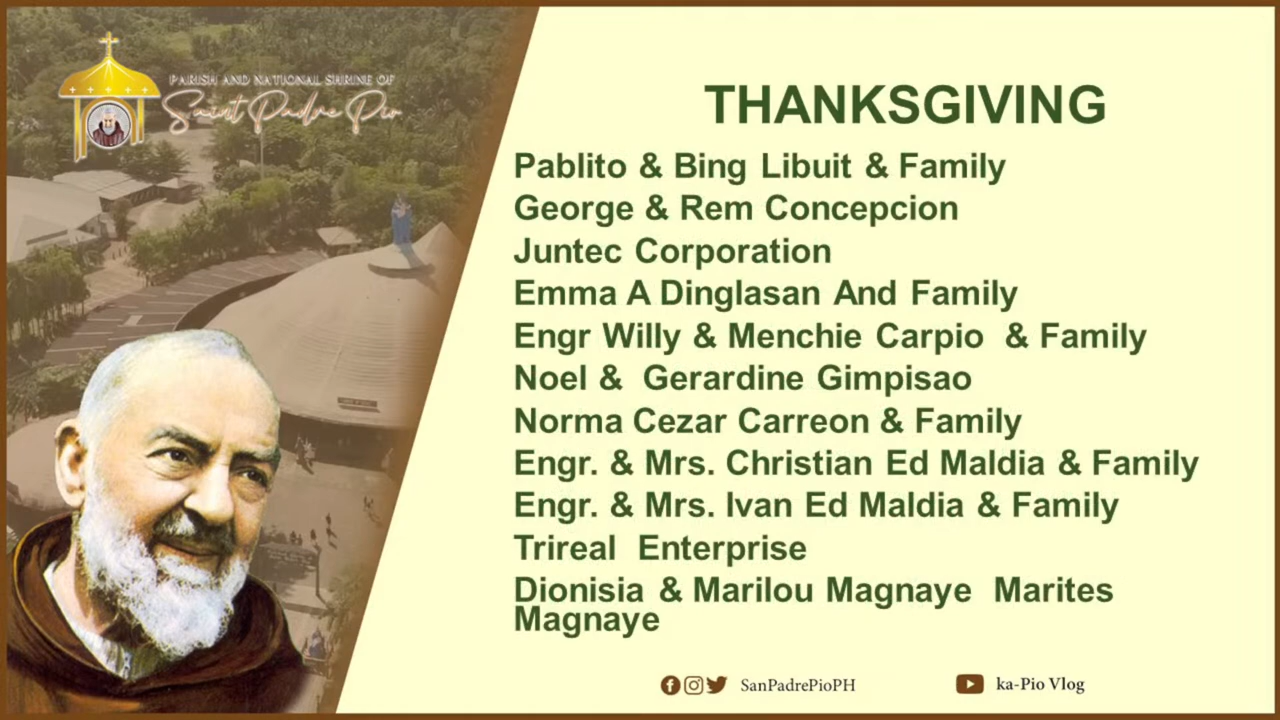 PARISH AND NATIONAL SHRINE OF
Saint Padre Pio
THANKSGIVING
Pablito & Bing Libuit & Family
George & Rem Concepcion
Juntec Corporation
Emma A Dinglasan And Family
Engr Willy & Menchie Carpio & Family
Noel & Gerardine Gimpisao
Norma Cezar Carreon & Family
Engr. & Mrs. Christian Ed Maldia & Family
Engr. & Mrs. Ivan Ed Maldia & Family
Trireal Enterprise
Dionisia & Marilou Magnaye Marites
Magnaye
SanPadrePioPH
ka-Pio Vlog